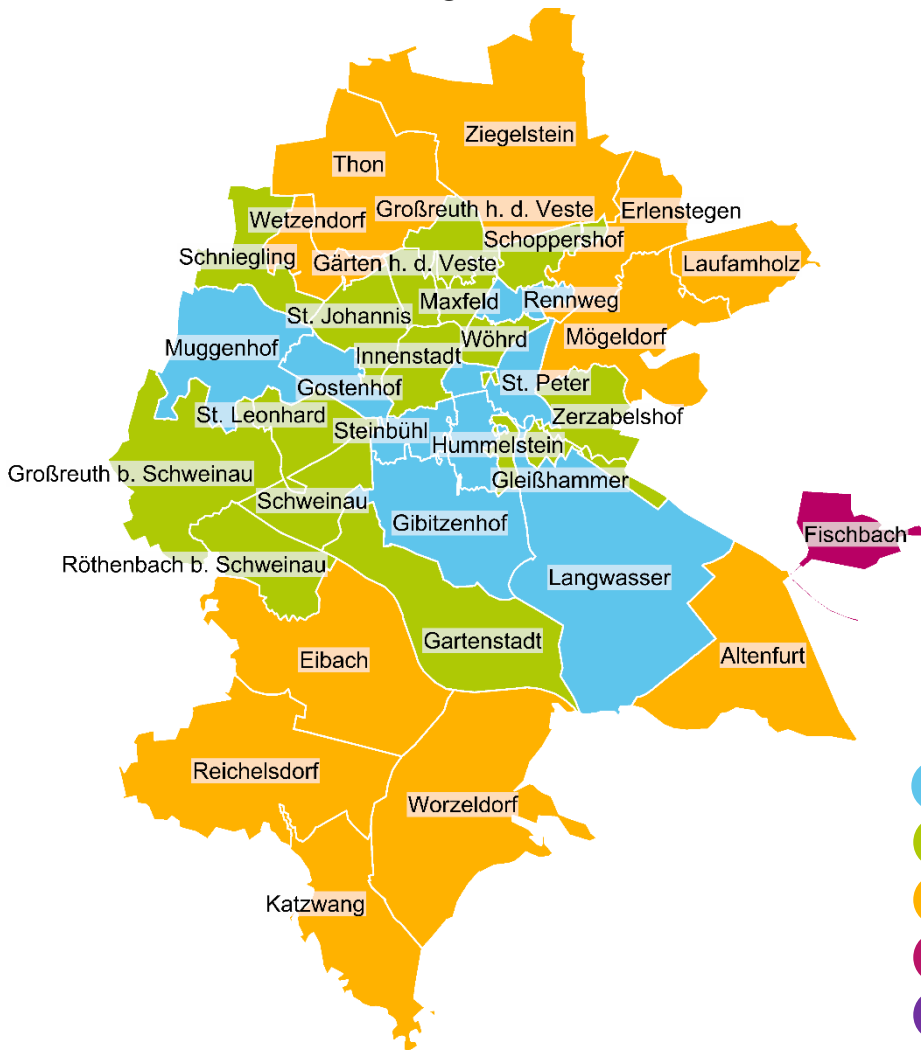 Ziegelstein
Thon
Großreuth h. d. Veste
Erlenstegen
Wetzendorf
Schoppershof
Schniegling
Gärten h. d. Veste
Laufamholz
Maxfeld
Rennweg
St. Johannis
Wöhrd
Mögeldorf
Muggenhof
Innenstadt
Gostenhof
St. Peter
St. Leonhard
Zerzabelshof
Steinbühl
Hummelstein
Großreuth b. Schweinau
Gleißhammer
Schweinau
Gibitzenhof
Fischbach
Röthenbach b. Schweinau
Langwasser
Gartenstadt
Altenfurt
Eibach
Reichelsdorf
Worzeldorf
Katzwang